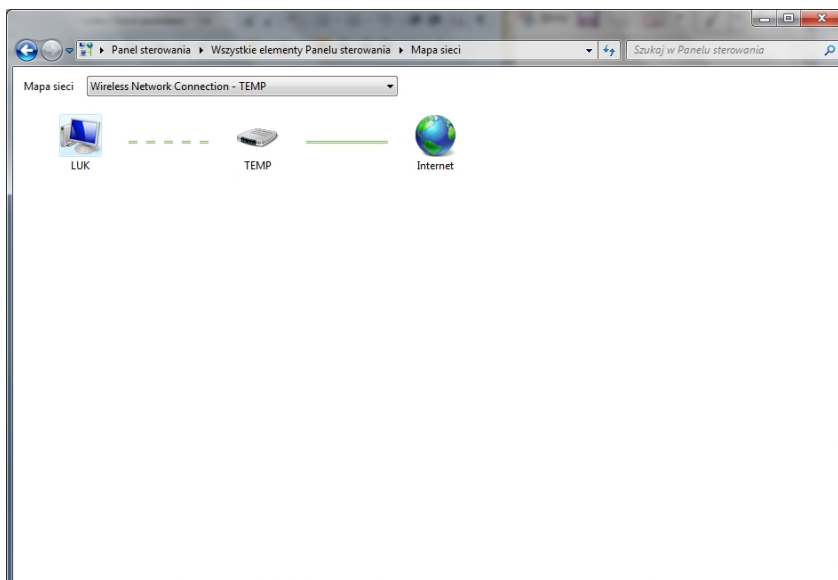 Panel sterowania ▸ Wszystkie elementy Panelu sterowania ▸ Mapa sieci
Szukaj w Panelu sterowania
Mapa sieci
Wireless Network Connection - TEMP
LUK
TEMP
Internet